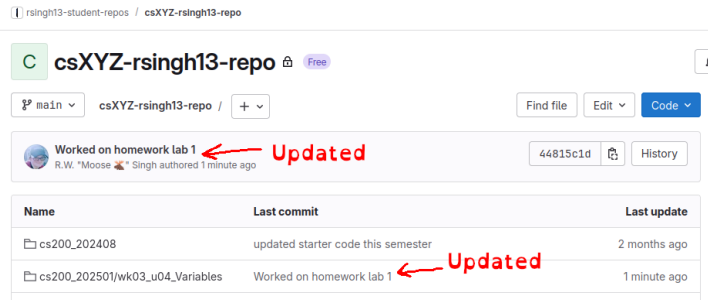 rsingh13-student-repos / csXYZ-rsingh13-repo
C csXYZ-rsingh13-repo Free
main csXYZ-rsingh13-repo / + Find file Edit Code
Worked on homework lab 1 Updated
R.W. "Moose 🫎" Singh authored 1 minute ago
44815c1d History
Name Last commit Last update
cs200_202408 updated starter code this semester 2 months ago
Updated
cs200_202501/wk03_u04_Variables Worked on homework lab 1 1 minute ago